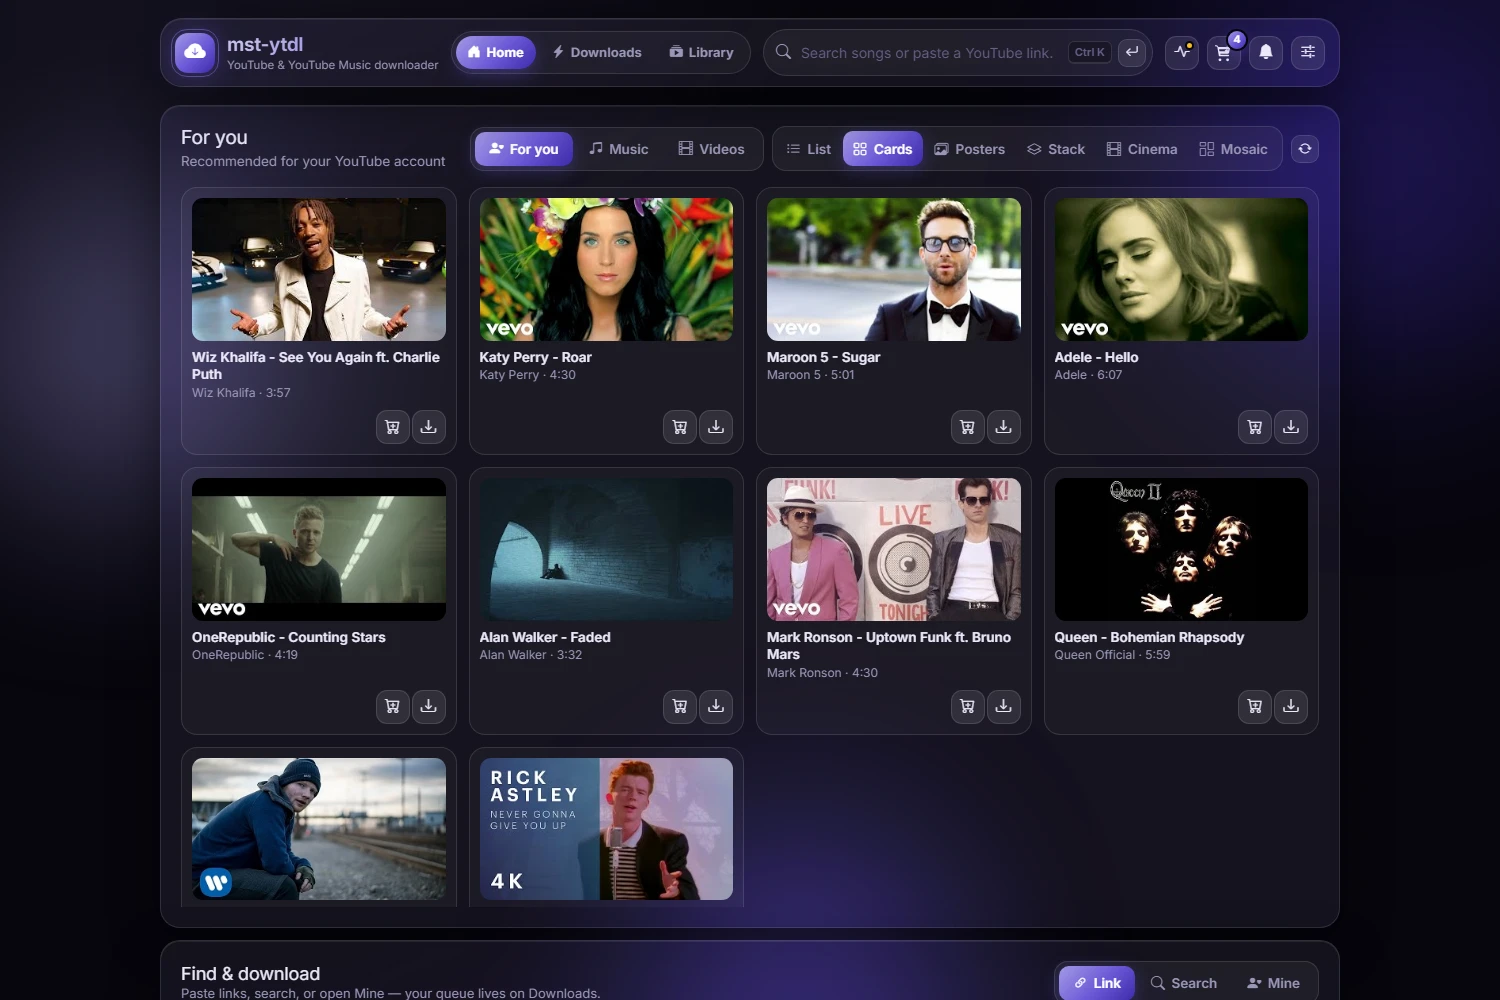 mst-ytdl
YouTube & YouTube Music downloader
Home
Downloads
Library
Search songs or paste a YouTube link.
Ctrl K
4
For you
Recommended for your YouTube account
For you
Music
Videos
List
Cards
Posters
Stack
Cinema
Mosaic
vevo
vevo
vevo
Wiz Khalifa - See You Again ft. Charlie
Puth
Wiz Khalifa · 3:57
Katy Perry - Roar
Katy Perry · 4:30
Maroon 5 - Sugar
Maroon 5 · 5:01
Adele - Hello
Adele · 6:07
vevo
FUNK!
LIVE
TONIGH
vevo
Queen II
OneRepublic - Counting Stars
OneRepublic · 4:19
Alan Walker - Faded
Alan Walker · 3:32
Mark Ronson - Uptown Funk ft. Bruno
Mars
Mark Ronson · 4:30
Queen - Bohemian Rhapsody
Queen Official · 5:59
RICK
ASTLEY
NEVER GONNA
GIVE YOU UP
4K
Find & download
Paste links, search, or open Mine — your queue lives on Downloads.
Link
Search
Mine